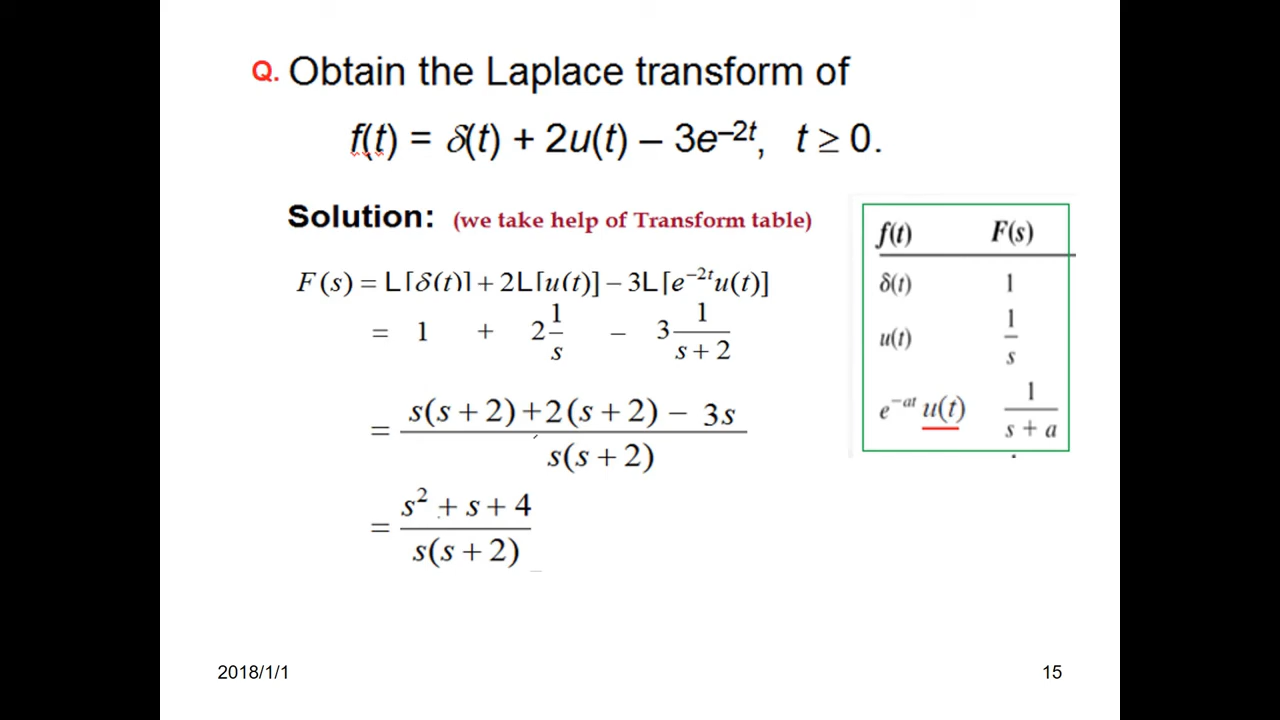 Q. Obtain the Laplace transform of
f(t) = δ(t) + 2u(t) – 3e^–2t, t ≥ 0.
Solution: (we take help of Transform table)
F(s) = L[δ(t)] + 2L[u(t)] − 3L[e^−2t u(t)]
= 1 + 2 1/s − 3 1/(s + 2)
= (s(s + 2) + 2(s + 2) − 3s)/(s(s + 2))
= (s^2 + s + 4)/(s(s + 2))
f(t) F(s)
δ(t) 1
u(t) 1/s
e^−at u(t) 1/(s + a)
2018/1/1
15